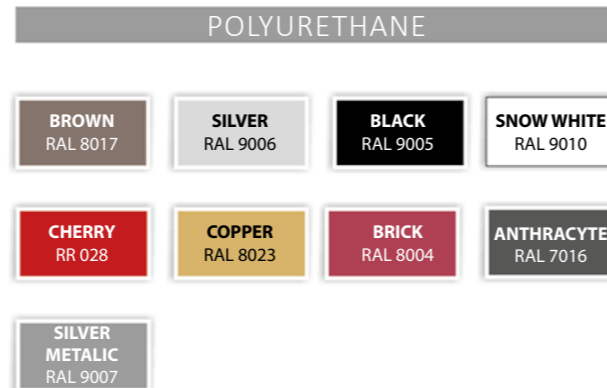 POLYURETHANE
BROWN
RAL 8017
SILVER
RAL 9006
BLACK
RAL 9005
SNOW WHITE
RAL 9010
CHERRY
RR 028
COPPER
RAL 8023
BRICK
RAL 8004
ANTHRACYTE
RAL 7016
SILVER
METALIC
RAL 9007